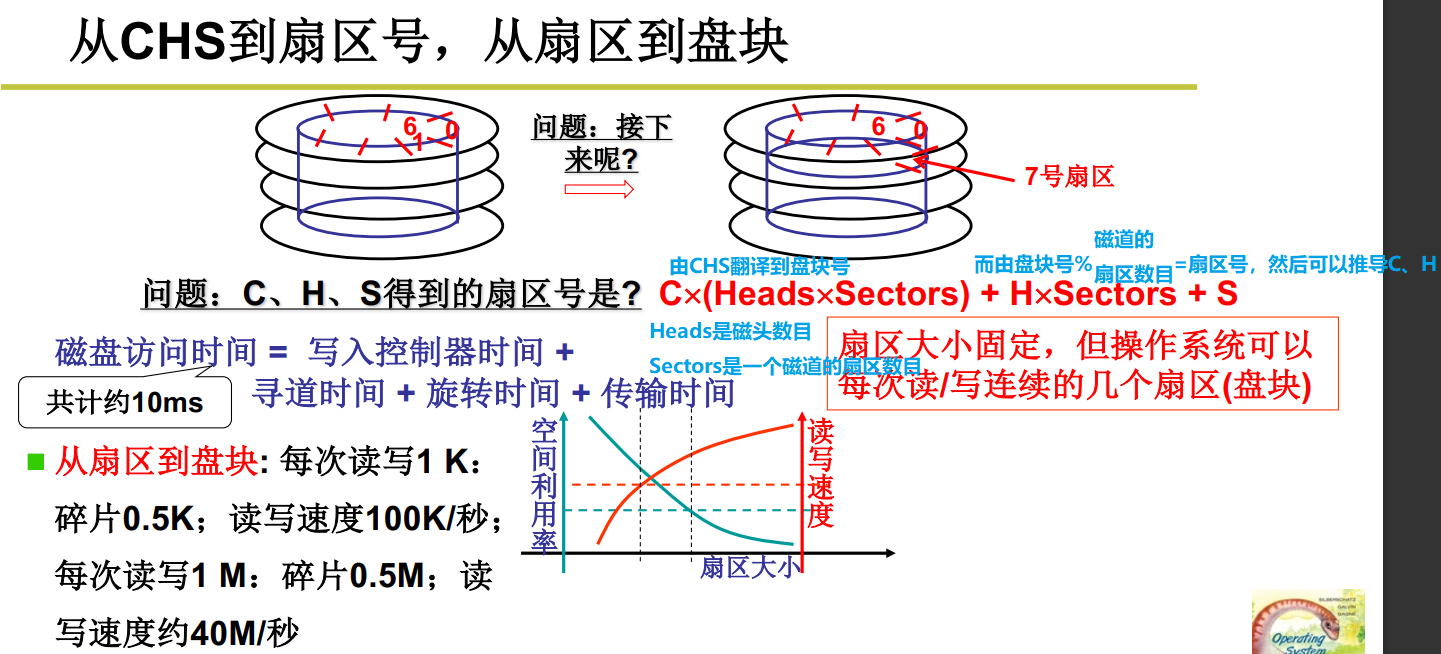 从CHS到扇区号，从扇区到盘块
6
1
0
问题：接下
来呢?
6
0
7号扇区
由CHS翻译到盘块号
而由盘块号%磁道的扇区数目=扇区号，然后可以推导C、H
问题：C、H、S得到的扇区号是?
C×(Heads×Sectors) + H×Sectors + S
Heads是磁头数目
Sectors是一个磁道的扇区数目
磁盘访问时间 = 写入控制器时间 +
寻道时间 + 旋转时间 + 传输时间
共计约10ms
扇区大小固定，但操作系统可以
每次读/写连续的几个扇区(盘块)
从扇区到盘块: 每次读写1 K：
碎片0.5K；读写速度100K/秒；
每次读写1 M：碎片0.5M；读
写速度约40M/秒
空间利用率
读写速度
扇区大小
SILBERSCHATZ
GALVIN
GAGNE
Operating
System